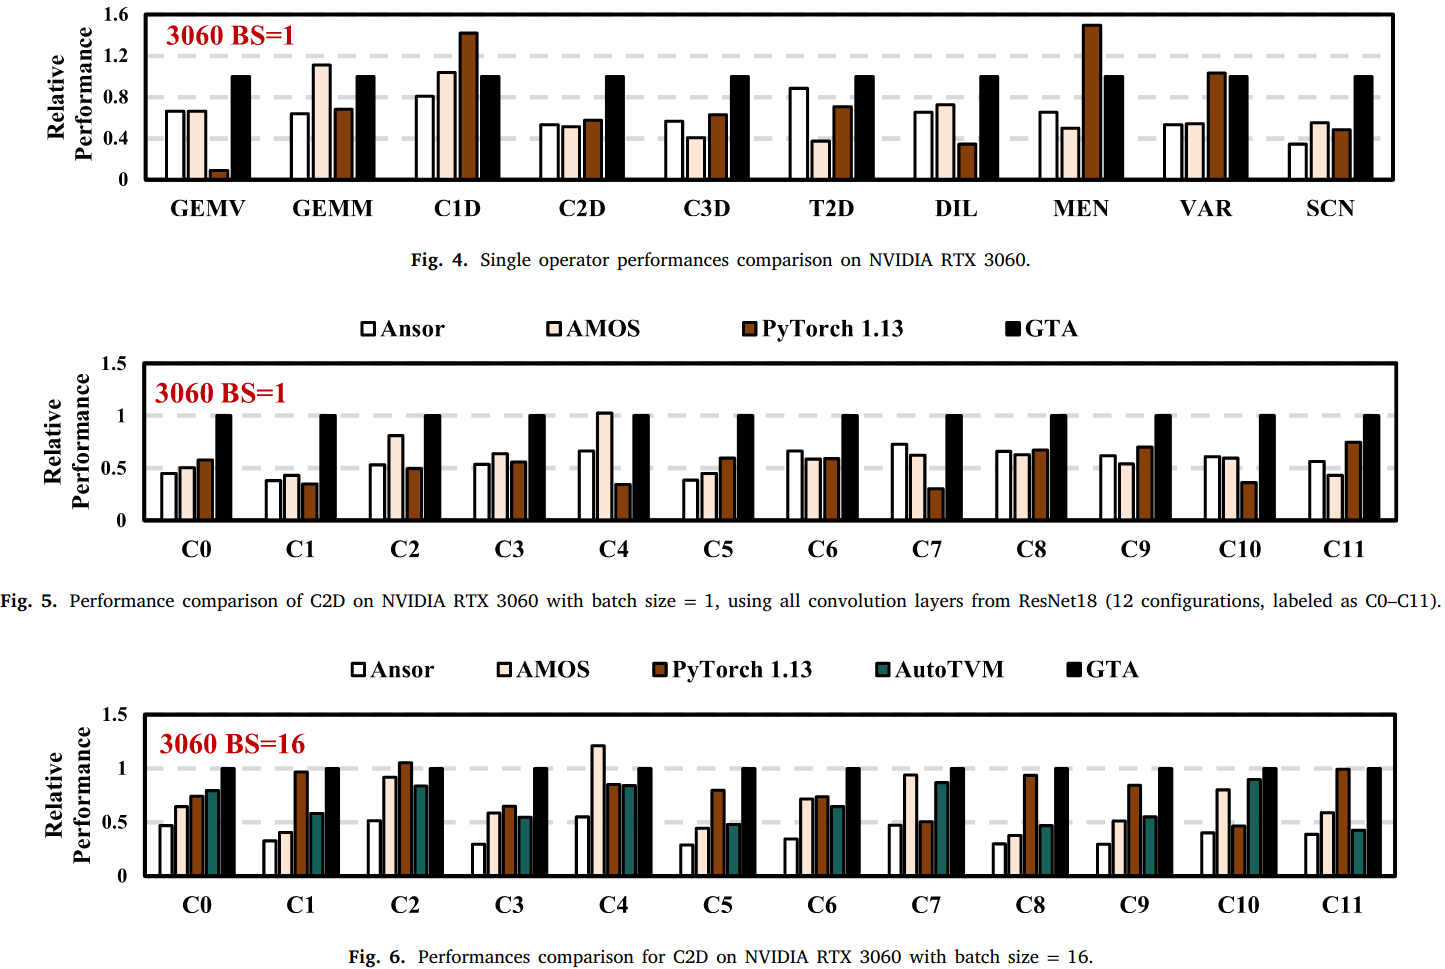 1.6
3060 BS=1
1.2
0.8
0.4
0
Relative
Performance
GEMV GEMM C1D C2D C3D T2D DIL MEN VAR SCN
Fig. 4. Single operator performances comparison on NVIDIA RTX 3060.
Ansor AMOS PyTorch 1.13 GTA
1.5
3060 BS=1
1
0.5
0
Relative
Performance
C0 C1 C2 C3 C4 C5 C6 C7 C8 C9 C10 C11
Fig. 5. Performance comparison of C2D on NVIDIA RTX 3060 with batch size = 1, using all convolution layers from ResNet18 (12 configurations, labeled as C0–C11).
Ansor AMOS PyTorch 1.13 AutoTVM GTA
1.5
3060 BS=16
1
0.5
0
Relative
Performance
C0 C1 C2 C3 C4 C5 C6 C7 C8 C9 C10 C11
Fig. 6. Performances comparison for C2D on NVIDIA RTX 3060 with batch size = 16.